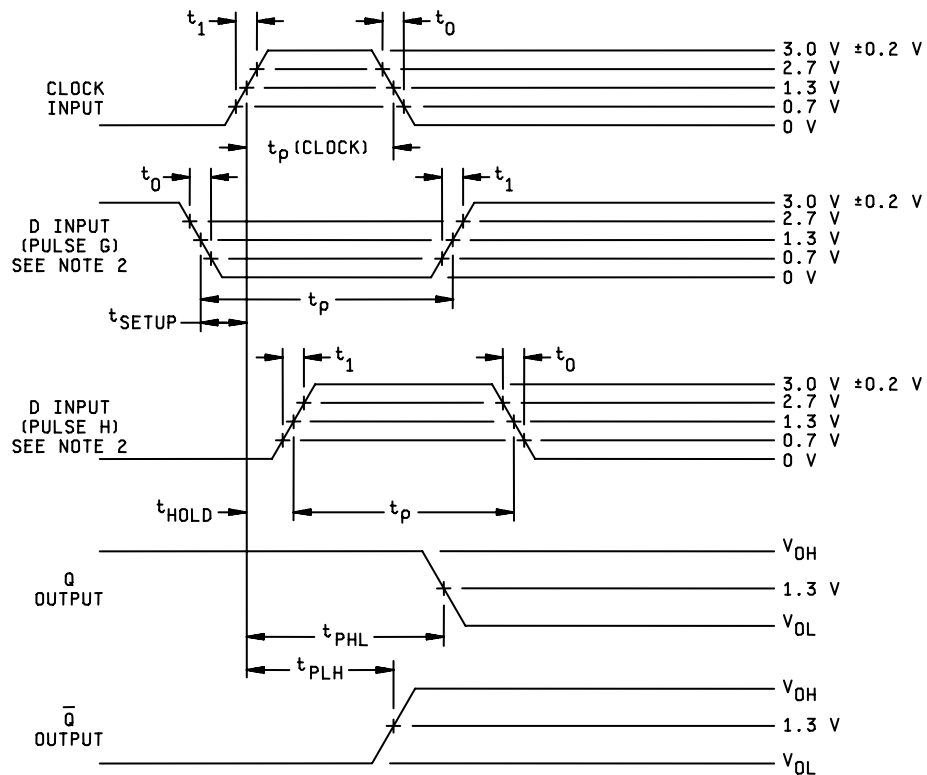 t1 t0
3.0 V ±0.2 V
2.7 V
CLOCK
INPUT
1.3 V
0.7 V
0 V
tp (CLOCK)
t0 t1
3.0 V ±0.2 V
D INPUT
(PULSE G)
SEE NOTE 2
2.7 V
1.3 V
0.7 V
0 V
tp
tSETUP
t1 t0
3.0 V ±0.2 V
D INPUT
(PULSE H)
SEE NOTE 2
2.7 V
1.3 V
0.7 V
0 V
tHOLD tp
VOH
Q
OUTPUT
1.3 V
VOL
tPHL
tPLH
VOH
Q̅
OUTPUT
1.3 V
VOL